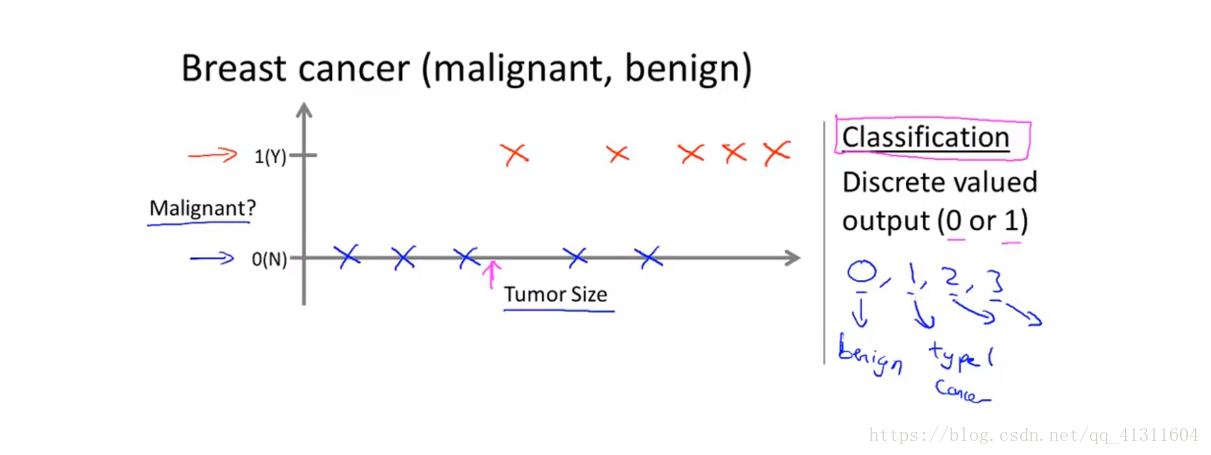 Breast cancer (malignant, benign)
1(Y)
Malignant?
0(N)
Tumor Size
Classification
Discrete valued
output (0 or 1)
0, 1, 2, 3
benign
type 1
cancer
https://blog.csdn.net/qq_41311604